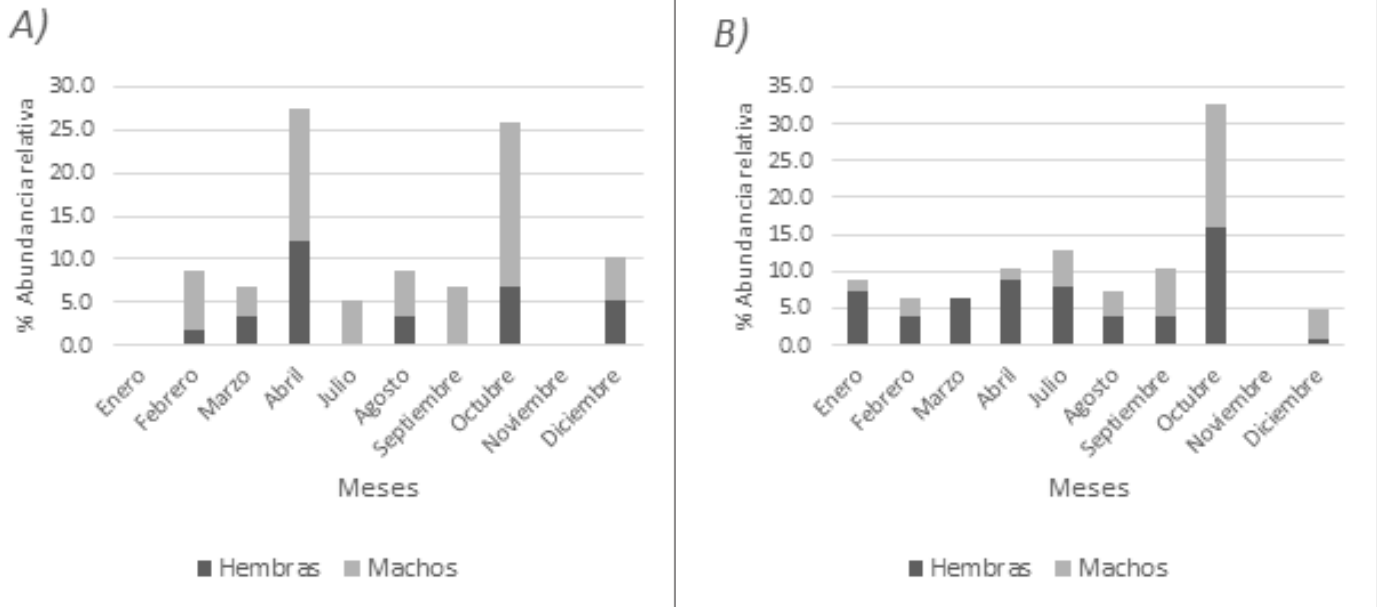 A)
% Abundancia relativa
30.0
25.0
20.0
15.0
10.0
5.0
0.0
Enero
Febrero
Marzo
Abril
Julio
Agosto
Septiembre
Octubre
Noviembre
Diciembre
Meses
Hembras Machos
B)
% Abundancia relativa
35.0
30.0
25.0
20.0
15.0
10.0
5.0
0.0
Enero
Febrero
Marzo
Abril
Julio
Agosto
Septiembre
Octubre
Noviembre
Diciembre
Meses
Hembras Machos